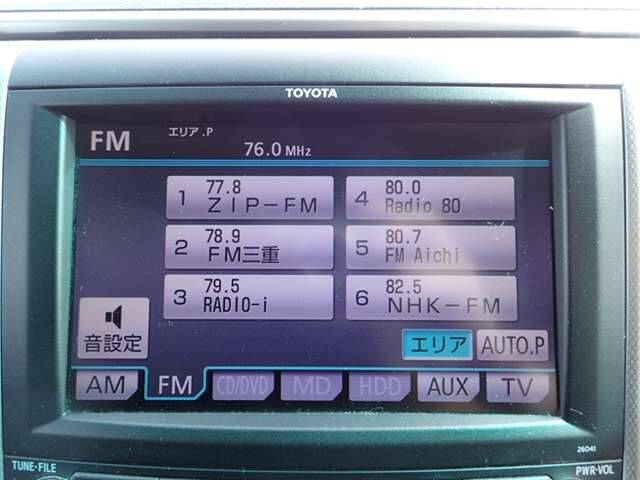 TOYOTA
FM エリア.P
76.0 MHz
1 77.8 ZIP-FM
4 80.0 Radio 80
2 78.9 FM三重
5 80.7 FM Aichi
3 79.5 RADIO-i
6 82.5 NHK-FM
音設定
エリア AUTO.P
AM FM CD/DVD MD HDD AUX TV
26041
TUNE·FILE PWR·VOL